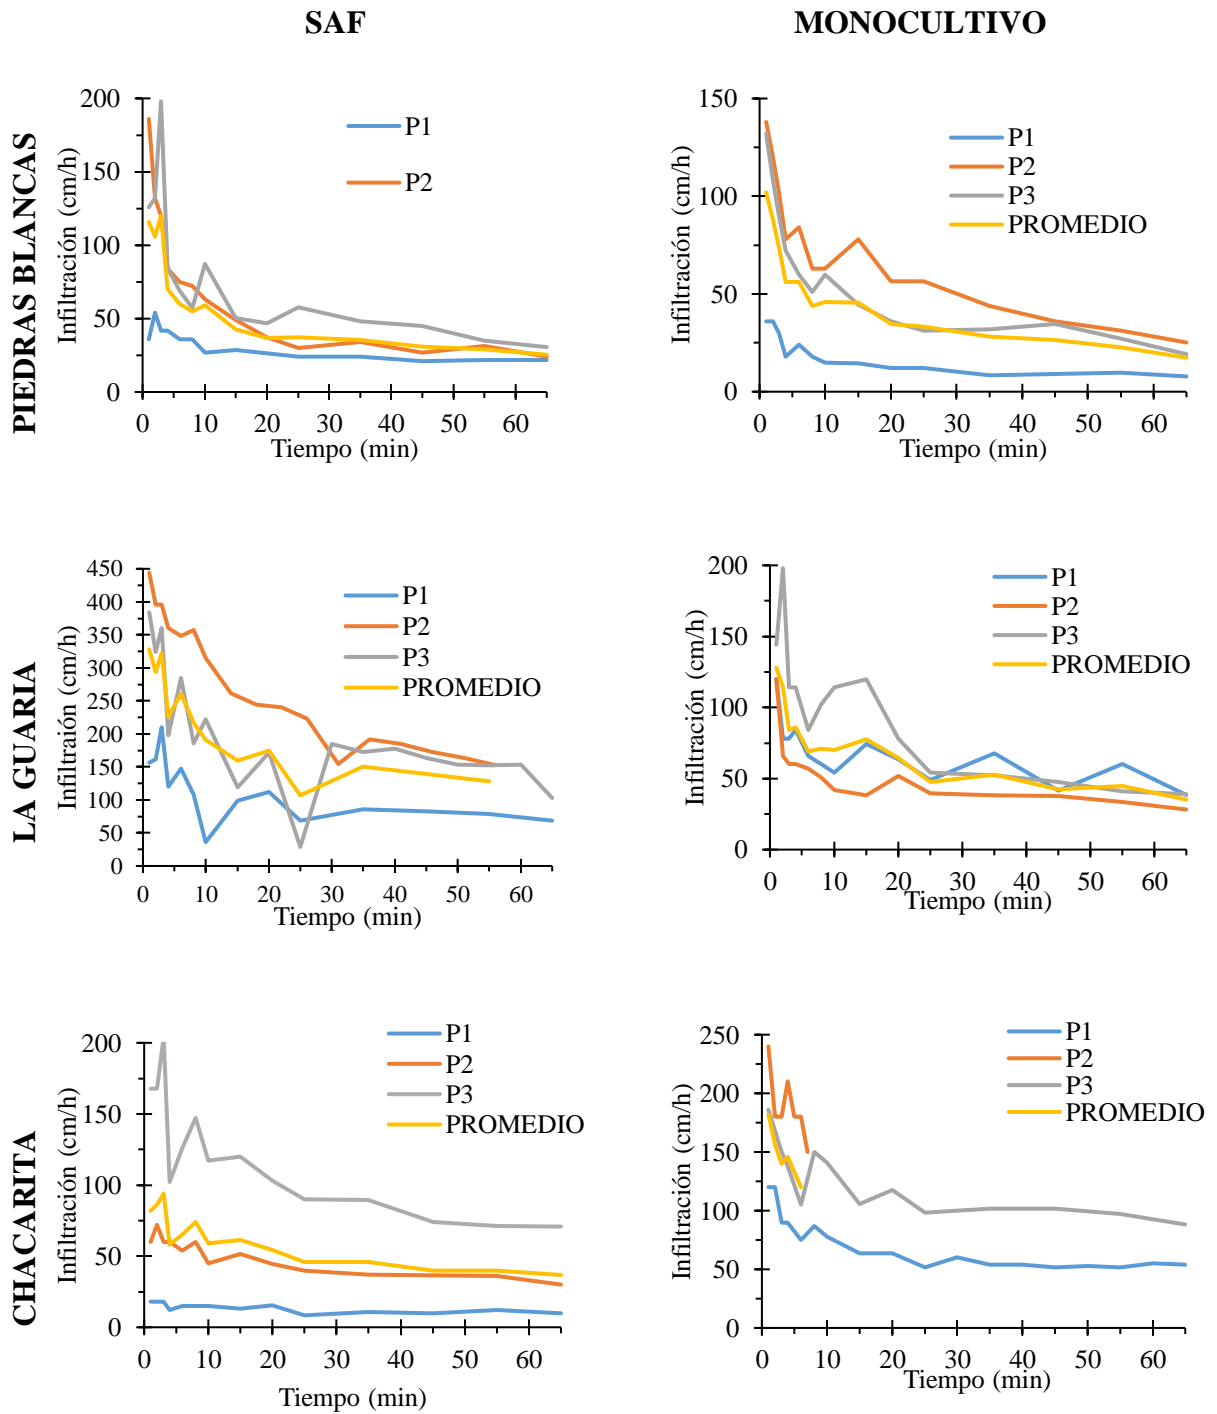 SAF
MONOCULTIVO
PIEDRAS BLANCAS
Infiltración (cm/h)
200
150
100
50
0
0 10 20 30 40 50 60
Tiempo (min)
P1
P2
Infiltración (cm/h)
150
100
50
0
0 10 20 30 40 50 60
Tiempo (min)
P1
P2
P3
PROMEDIO
LA GUARIA
Infiltraión (cm/h)
450
400
350
300
250
200
150
100
50
0
0 10 20 30 40 50 60
Tiempo (min)
P1
P2
P3
PROMEDIO
Infiltración (cm/h)
200
150
100
50
0
0 10 20 30 40 50 60
Tiempo (min)
P1
P2
P3
PROMEDIO
CHACARITA
Infiltración (cm/h)
200
150
100
50
0
0 10 20 30 40 50 60
Tiempo (min)
P1
P2
P3
PROMEDIO
Infiltración (cm/h)
250
200
150
100
50
0
0 10 20 30 40 50 60
Tiempo (min)
P1
P2
P3
PROMEDIO